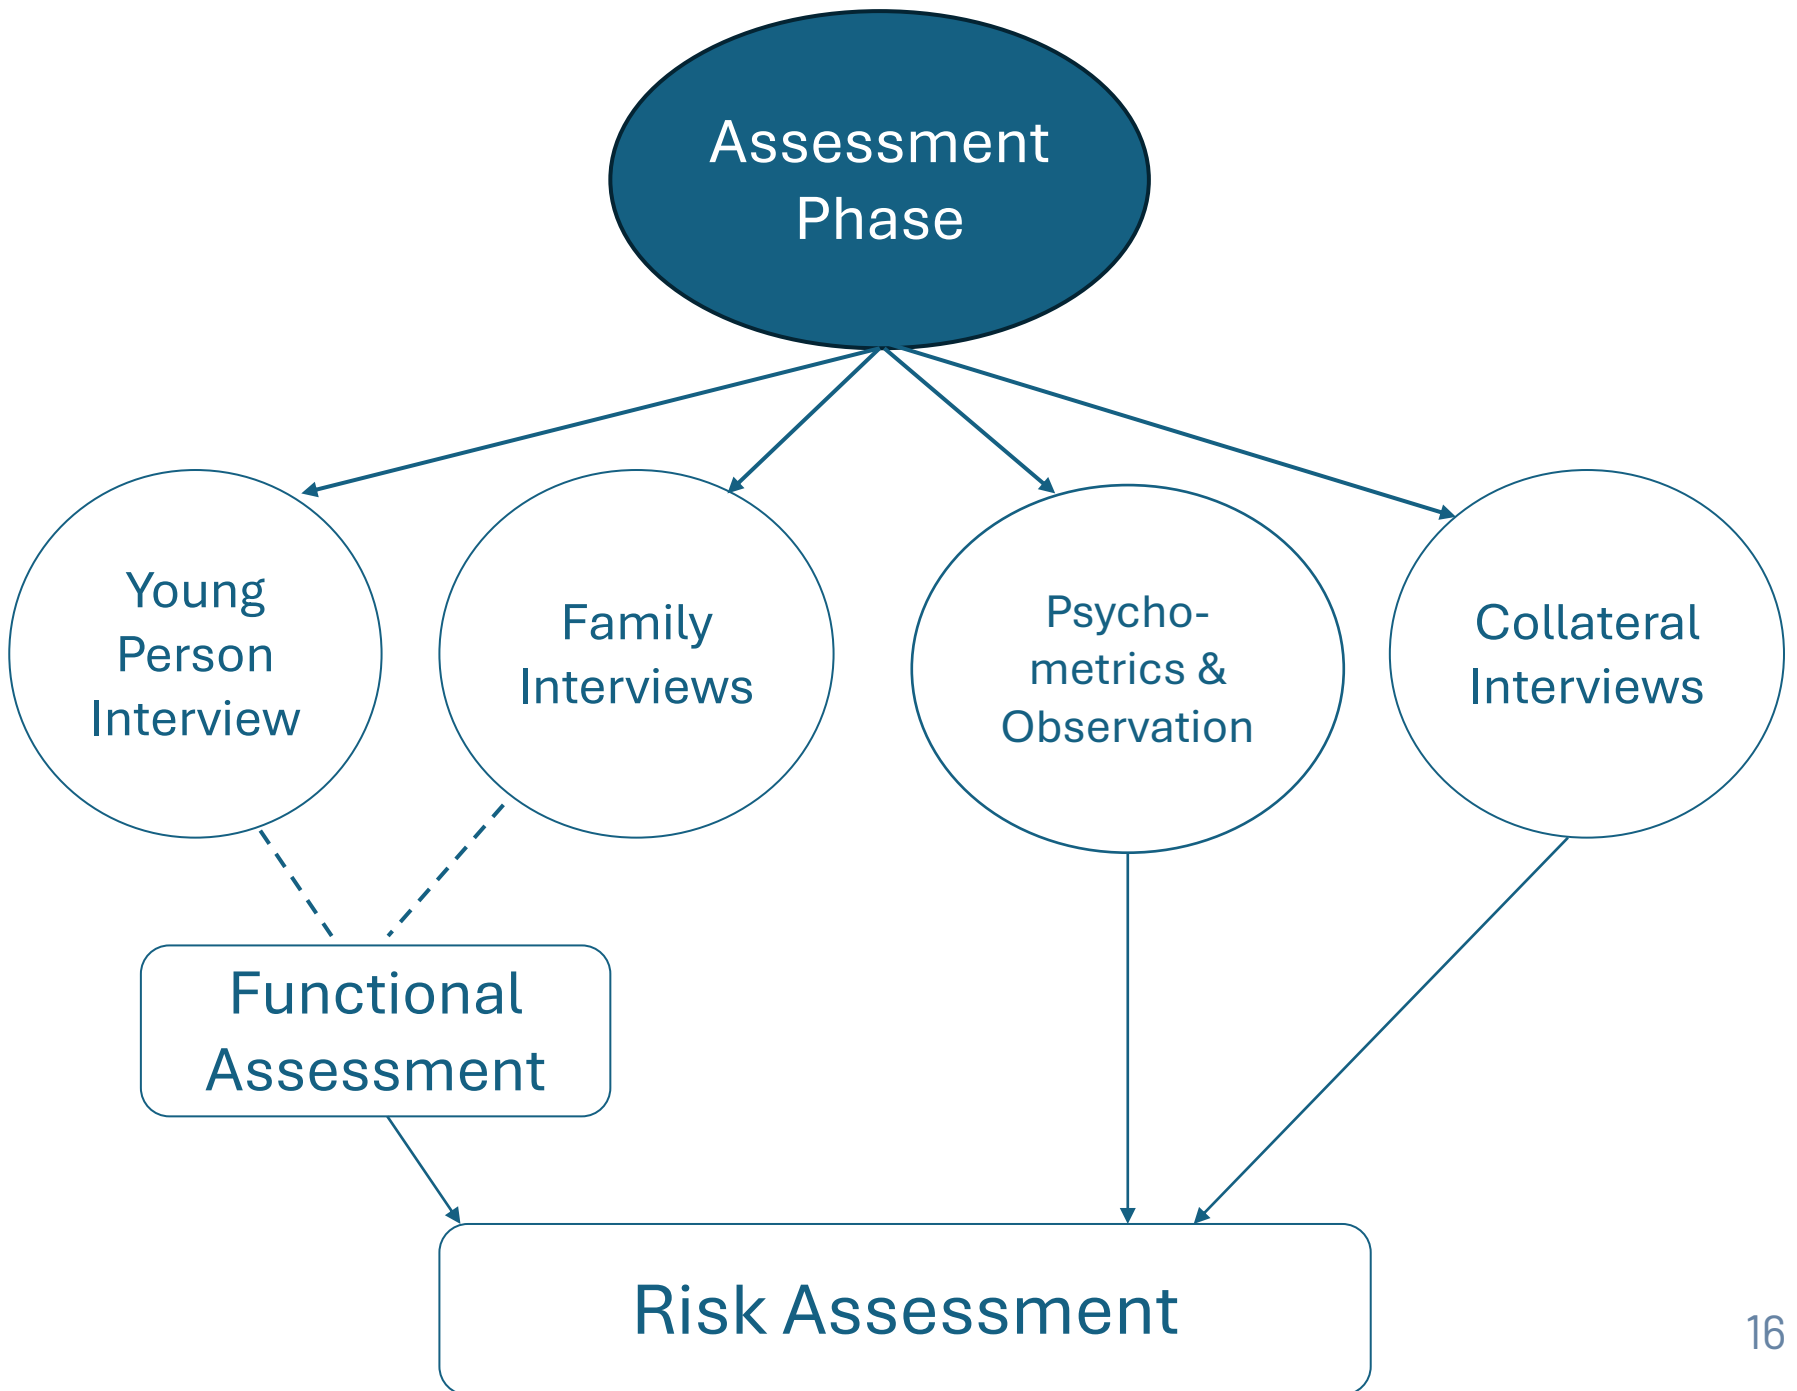 Assessment
Phase
Young
Person
Interview
Family
Interviews
Psycho-
metrics &
Observation
Collateral
Interviews
Functional
Assessment
Risk Assessment
16